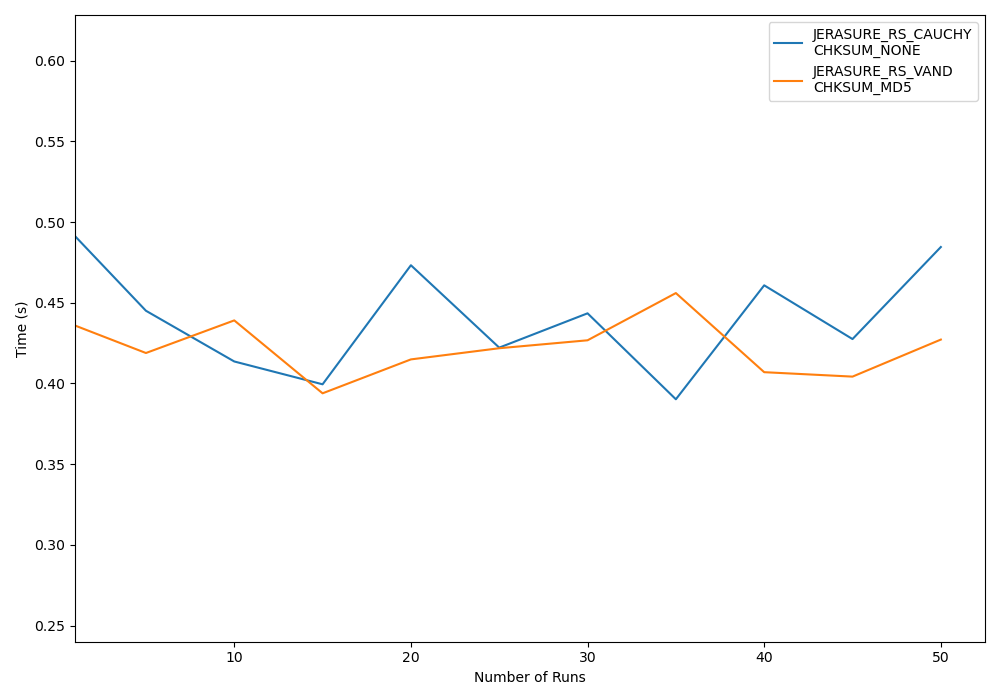 JERASURE_RS_CAUCHY
CHKSUM_NONE
JERASURE_RS_VAND
CHKSUM_MD5
0.60
0.55
0.50
0.45
0.40
0.35
0.30
0.25
Time (s)
10 20 30 40 50
Number of Runs